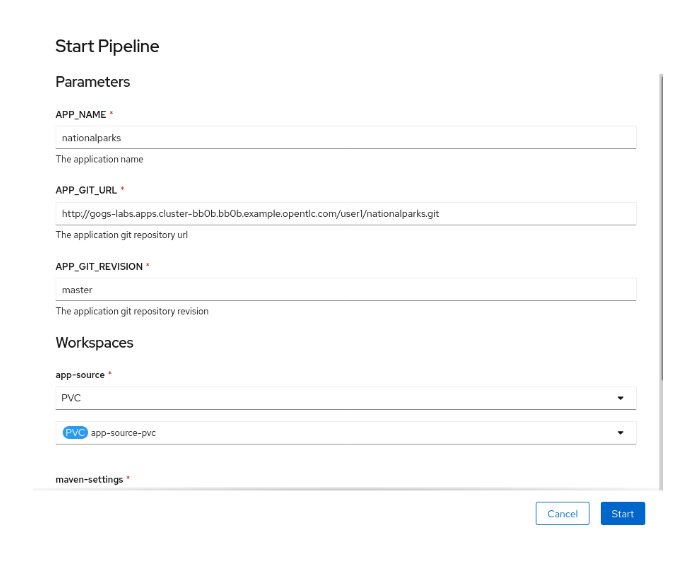 Start Pipeline
Parameters
APP_NAME *
nationalparks
The application name
APP_GIT_URL *
http://gogs-labs.apps.cluster-bb0b.bb0b.example.opentlc.com/user1/nationalparks.git
The application git repository url
APP_GIT_REVISION *
master
The application git repository revision
Workspaces
app-source *
PVC
PVC app-source-pvc
maven-settings *
Cancel Start